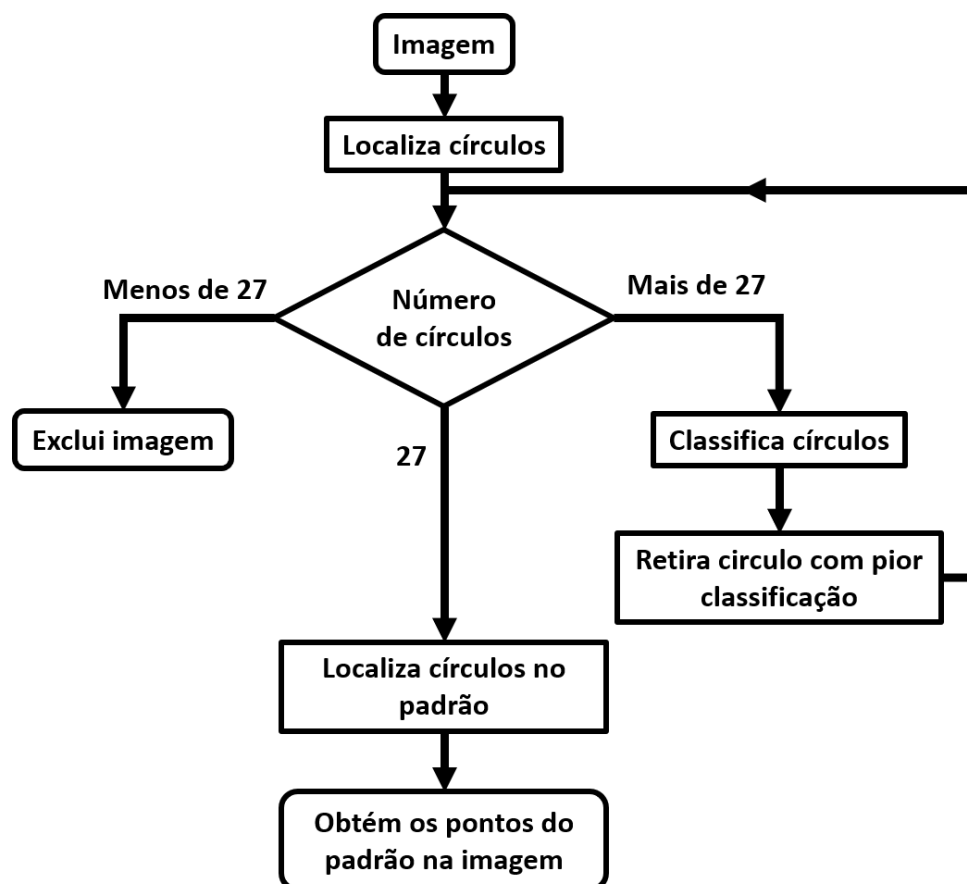 Imagem
Localiza círculos
Menos de 27
Número
de círculos
Mais de 27
Exclui imagem
27
Classifica círculos
Retira circulo com pior
classificação
Localiza círculos no
padrão
Obtém os pontos do
padrão na imagem